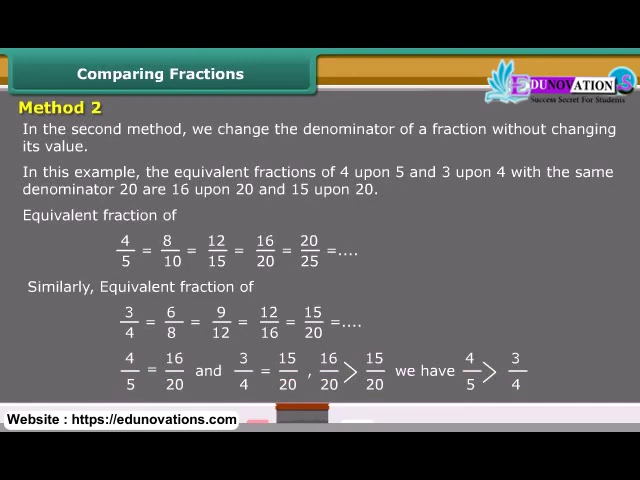 Comparing Fractions
EDUNOVATION
Success Secret For Students
Method 2
In the second method, we change the denominator of a fraction without changing
its value.
In this example, the equivalent fractions of 4 upon 5 and 3 upon 4 with the same
denominator 20 are 16 upon 20 and 15 upon 20.
Equivalent fraction of
4/5 = 8/10 = 12/15 = 16/20 = 20/25 =....
Similarly, Equivalent fraction of
3/4 = 6/8 = 9/12 = 12/16 = 15/20 =....
4/5 = 16/20 and 3/4 = 15/20 , 16/20 > 15/20 we have 4/5 > 3/4
Website : https://edunovations.com